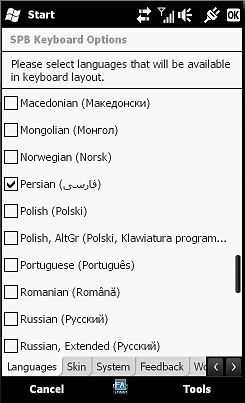 Start
OK
SPB Keyboard Options
Please select languages that will be available
in keyboard layout.
Macedonian (Македонски)
Mongolian (Монгол)
Norwegian (Norsk)
Persian (فارسی)
Polish (Polski)
Polish, AltGr (Polski, Klawiatura program...
Portuguese (Português)
Romanian (Română)
Russian (Русский)
Russian, Extended (Русский)
Languages Skin System Feedback Wo
Cancel FA Tools